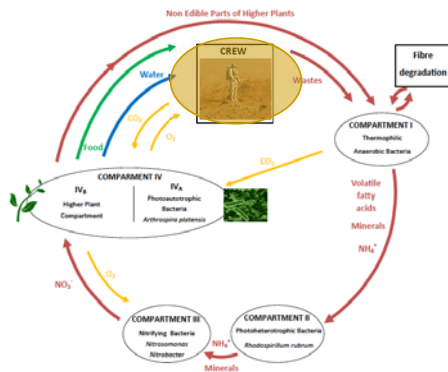 Non Edible Parts of Higher Plants
CREW
Fibre
degradation
Water
Wastes
CO₂
O₂
Food
COMPARTMENT I
Thermophilic
Anaerobic Bacteria
CO₂
COMPARMENT IV
IVB
Higher Plant
Compartment
IVA
Photoautotrophic
Bacteria
Arthrospira platensis
Volatile
fatty
acids
Minerals
NH₄⁺
O₂
NO₃⁻
COMPARTMENT III
Nitrifying Bacteria
Nitrosomonas
Nitrobacter
NH₄⁺
Minerals
COMPARTMENT II
Photoheterotrophic Bacteria
Rhodospirillum rubrum